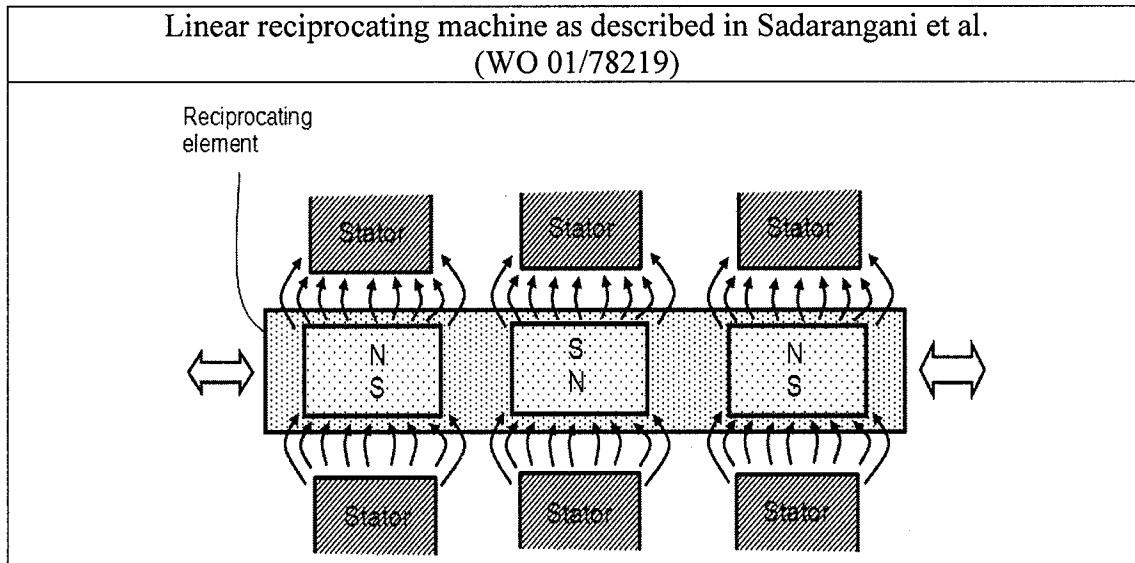 Linear reciprocating machine as described in Sadarangani et al.
(WO 01/78219)
Reciprocating
element
Stator Stator Stator
N S N
S N S
Stator Stator Stator